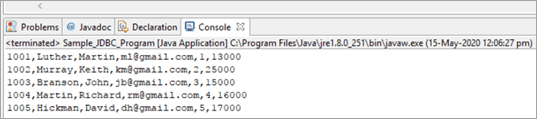 Problems @ Javadoc Declaration Console
<terminated> Sample_JDBC_Program [Java Application] C:\Program Files\Java\jre1.8.0_251\bin\javaw.exe (15-May-2020 12:06:27 pm)
1001,Luther,Martin,ml@gmail.com,1,13000
1002,Murray,Keith,km@gmail.com,2,25000
1003,Branson,John,jb@gmail.com,3,15000
1004,Martin,Richard,rm@gmail.com,4,16000
1005,Hickman,David,dh@gmail.com,5,17000